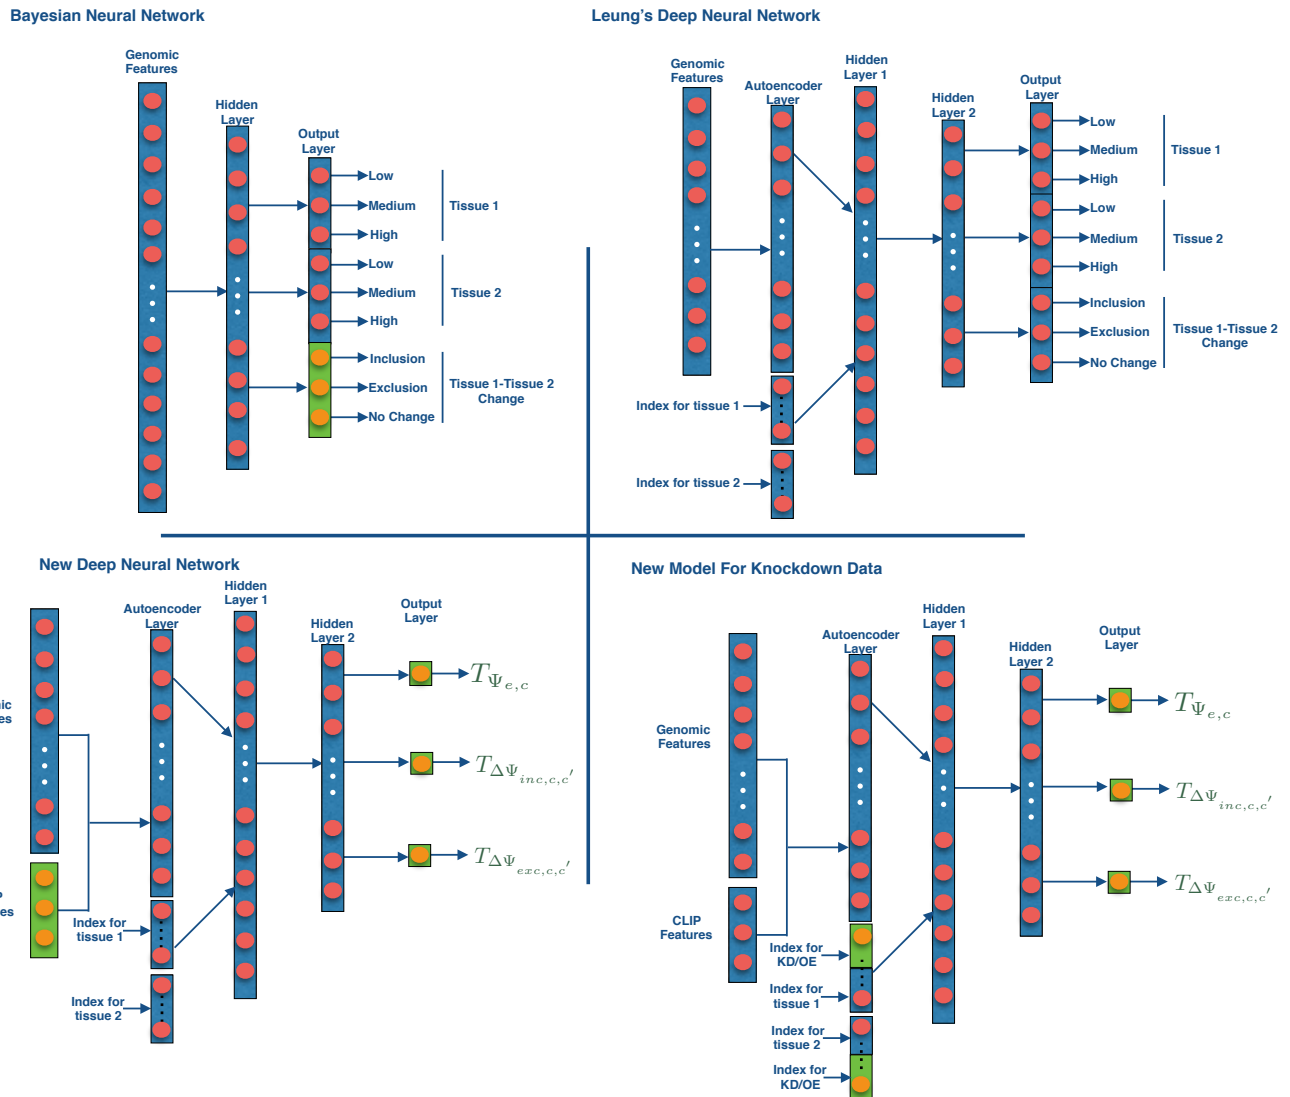 Bayesian Neural Network
Genomic
Features
Hidden
Layer
Output
Layer
Low
Medium
High
Tissue 1
Low
Medium
High
Tissue 2
Inclusion
Exclusion
No Change
Tissue 1-Tissue 2
Change
Leung's Deep Neural Network
Genomic
Features
Autoencoder
Layer
Hidden
Layer 1
Hidden
Layer 2
Output
Layer
Low
Medium
High
Tissue 1
Low
Medium
High
Tissue 2
Inclusion
Exclusion
No Change
Tissue 1-Tissue 2
Change
Index for tissue 1
Index for tissue 2
New Deep Neural Network
Autoencoder
Layer
Hidden
Layer 1
Hidden
Layer 2
Output
Layer
ic
es
es
Index for
tissue 1
Index for
tissue 2
T_{Ψ_{e,c}}
T_{ΔΨ_{inc,c,c'}}
T_{ΔΨ_{exc,c,c'}}
New Model For Knockdown Data
Genomic
Features
CLIP
Features
Autoencoder
Layer
Hidden
Layer 1
Hidden
Layer 2
Output
Layer
Index for
KD/OE
Index for
tissue 1
Index for
tissue 2
Index for
KD/OE
T_{Ψ_{e,c}}
T_{ΔΨ_{inc,c,c'}}
T_{ΔΨ_{exc,c,c'}}